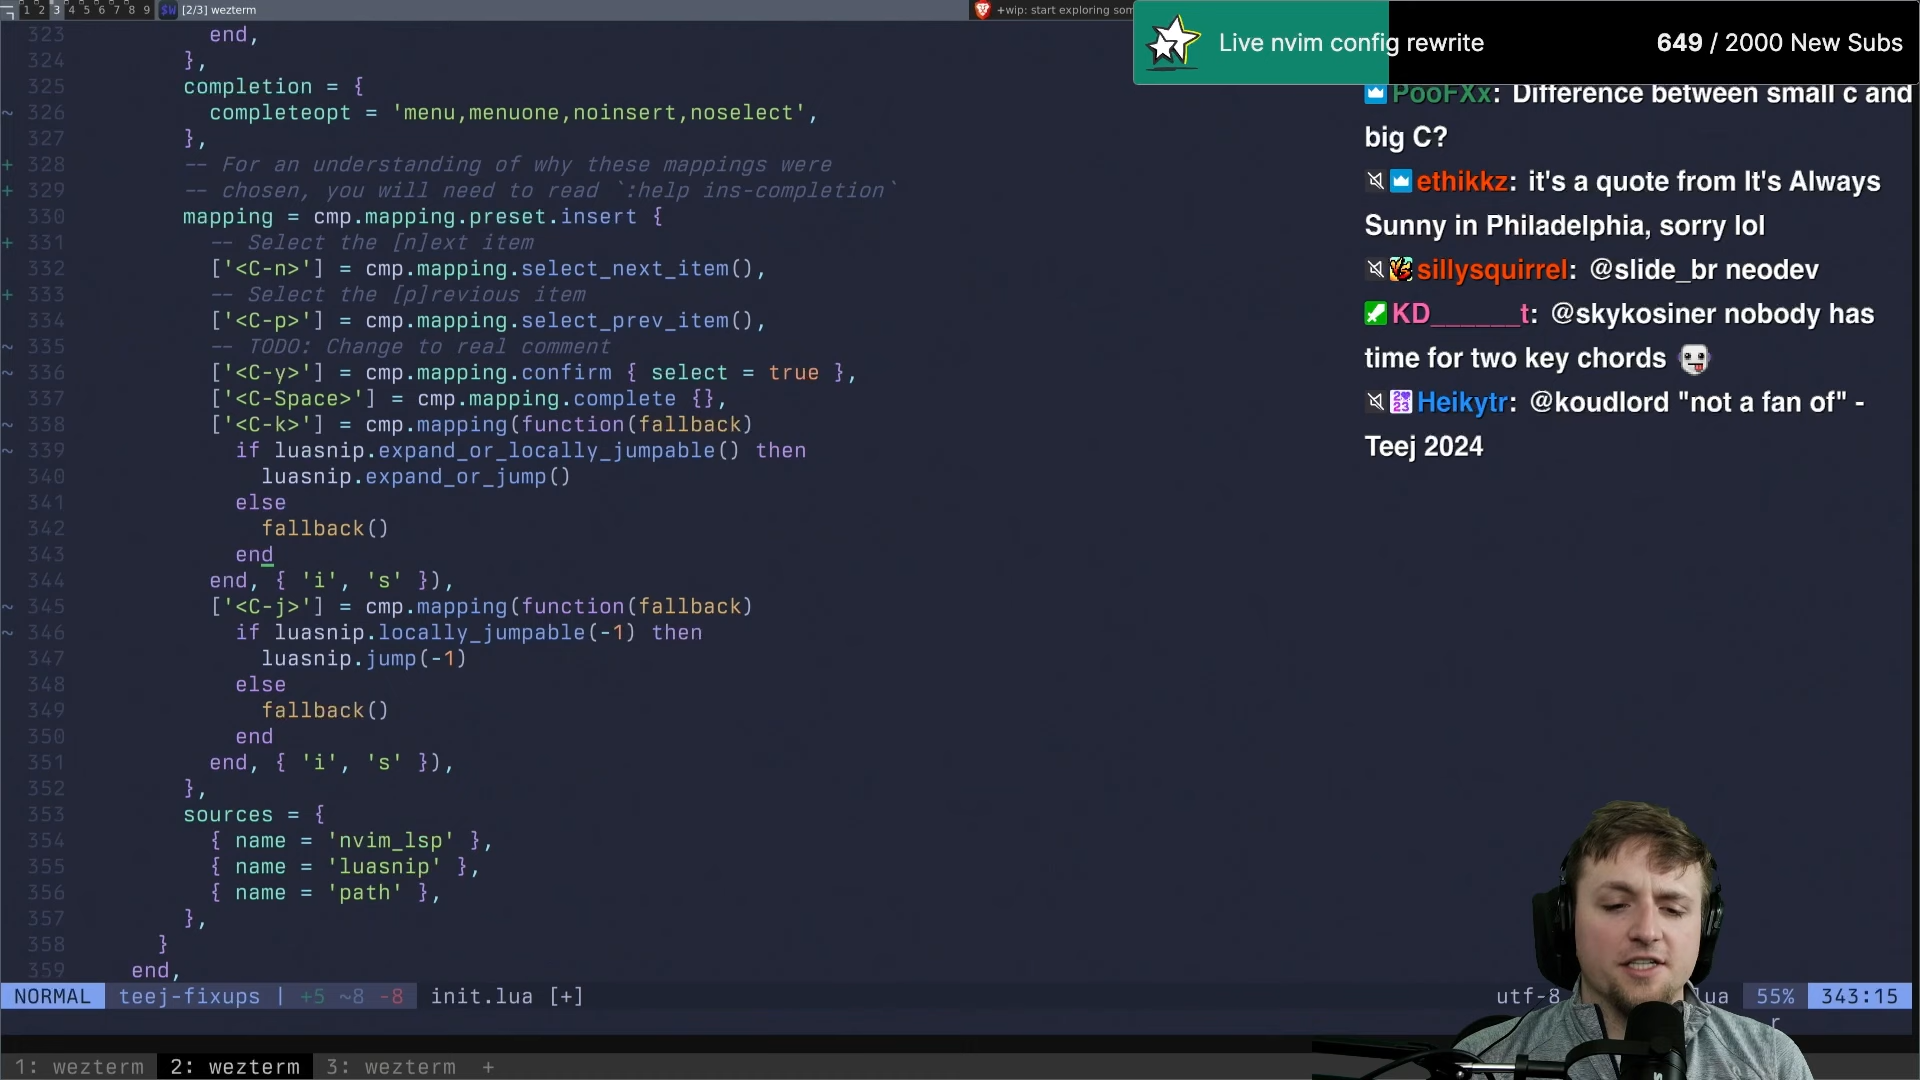 1 2 3 4 5 6 7 8 9 $W [2/3] wezterm
+wip: start exploring som
Live nvim config rewrite 649 / 2000 New Subs
323 end,
324 },
325 completion = {
~ 326 completeopt = 'menu,menuone,noinsert,noselect',
327 },
+ 328 -- For an understanding of why these mappings were
+ 329 -- chosen, you will need to read `:help ins-completion`
330 mapping = cmp.mapping.preset.insert {
+ 331 -- Select the [n]ext item
332 ['<C-n>'] = cmp.mapping.select_next_item(),
+ 333 -- Select the [p]revious item
334 ['<C-p>'] = cmp.mapping.select_prev_item(),
~ 335 -- TODO: Change to real comment
~ 336 ['<C-y>'] = cmp.mapping.confirm { select = true },
337 ['<C-Space>'] = cmp.mapping.complete {},
~ 338 ['<C-k>'] = cmp.mapping(function(fallback)
~ 339 if luasnip.expand_or_locally_jumpable() then
340 luasnip.expand_or_jump()
341 else
342 fallback()
343 end
344 end, { 'i', 's' }),
~ 345 ['<C-j>'] = cmp.mapping(function(fallback)
~ 346 if luasnip.locally_jumpable(-1) then
347 luasnip.jump(-1)
348 else
349 fallback()
350 end
351 end, { 'i', 's' }),
352 },
353 sources = {
354 { name = 'nvim_lsp' },
355 { name = 'luasnip' },
356 { name = 'path' },
357 },
358 }
359 end,
PooFXx: Difference between small c and
big C?
ethikkz: it's a quote from It's Always
Sunny in Philadelphia, sorry lol
sillysquirrel: @slide_br neodev
KD______t: @skykosiner nobody has
time for two key chords
Heikytr: @koudlord "not a fan of" -
Teej 2024
NORMAL teej-fixups | +5 ~8 -8 init.lua [+] utf-8 lua 55% 343:15
1: wezterm 2: wezterm 3: wezterm +